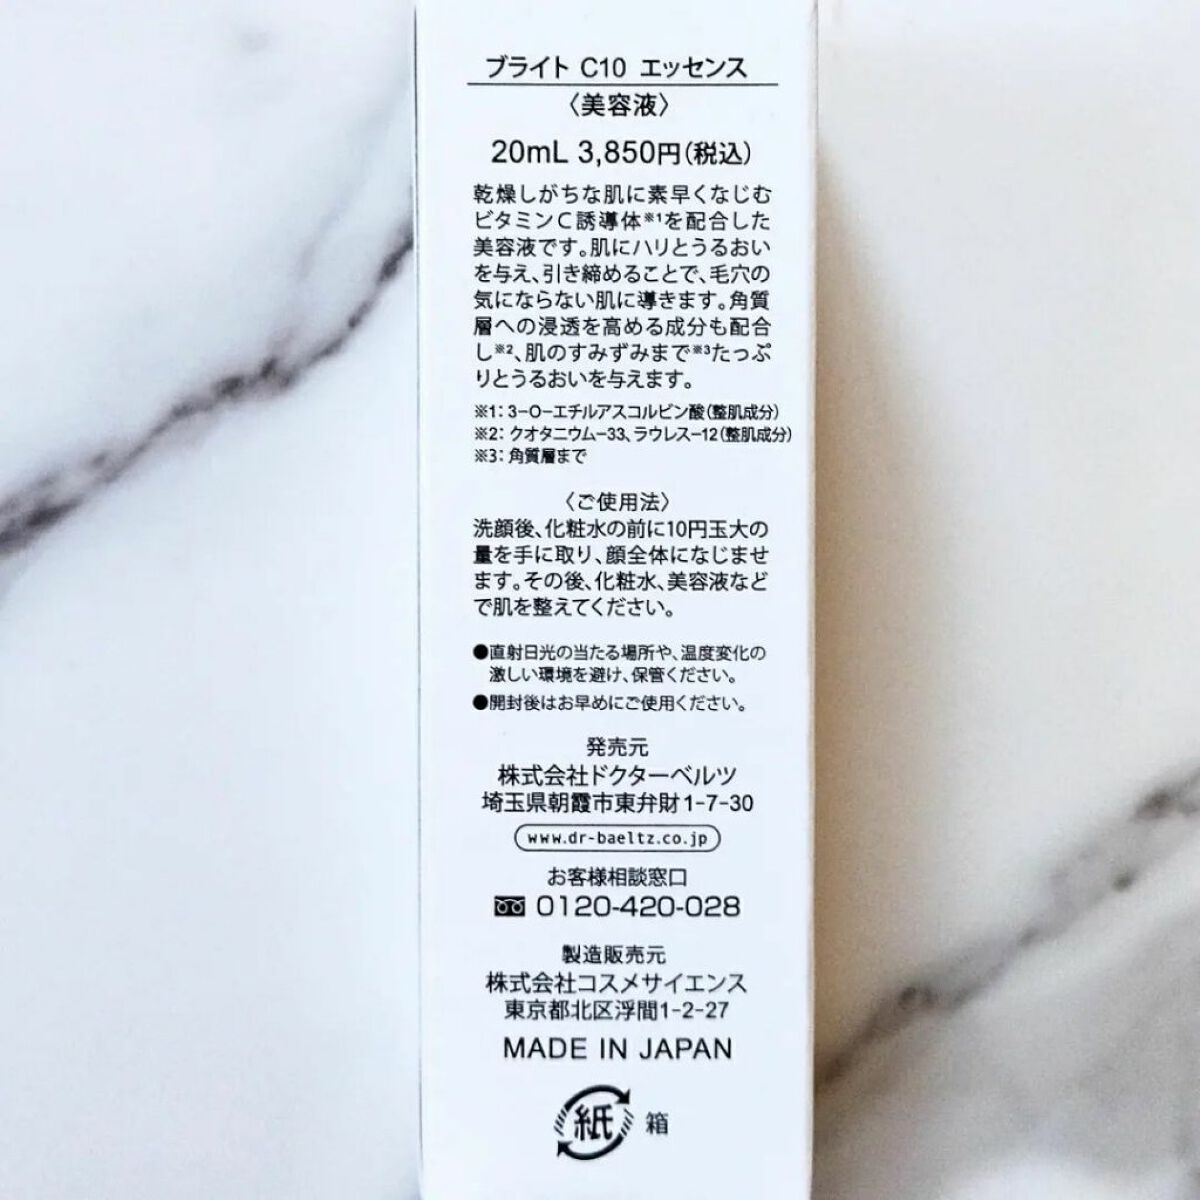 ブライト C10 エッセンス
〈美容液〉
20mL 3,850円(税込)
乾燥しがちな肌に素早くなじむ
ビタミンC誘導体※1を配合した
美容液です。肌にハリとうるおい
を与え、引き締めることで、毛穴の
気にならない肌に導きます。角質
層への浸透を高める成分も配合
し※2、肌のすみずみまで※3たっぷ
りとうるおいを与えます。
※1：3-O-エチルアスコルビン酸(整肌成分)
※2：クオタニウム-33、ラウレス-12(整肌成分)
※3：角質層まで
〈ご使用法〉
洗顔後、化粧水の前に10円玉大の
量を手に取り、顔全体になじませ
ます。その後、化粧水、美容液など
で肌を整えてください。
●直射日光の当たる場所や、温度変化の
激しい環境を避け、保管ください。
●開封後はお早めにご使用ください。
発売元
株式会社ドクターベルツ
埼玉県朝霞市東弁財1-7-30
www.dr-baeltz.co.jp
お客様相談窓口
0120-420-028
製造販売元
株式会社コスメサイエンス
東京都北区浮間1-2-27
MADE IN JAPAN
紙 箱